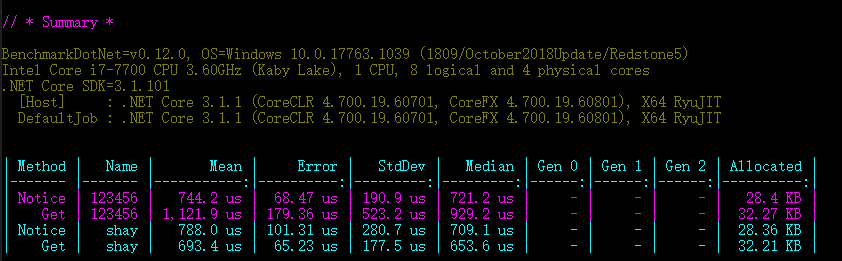 // * Summary *
BenchmarkDotNet=v0.12.0, OS=Windows 10.0.17763.1039 (1809/October2018Update/Redstone5)
Intel Core i7-7700 CPU 3.60GHz (Kaby Lake), 1 CPU, 8 logical and 4 physical cores
.NET Core SDK=3.1.101
  [Host]     : .NET Core 3.1.1 (CoreCLR 4.700.19.60701, CoreFX 4.700.19.60801), X64 RyuJIT
  DefaultJob : .NET Core 3.1.1 (CoreCLR 4.700.19.60701, CoreFX 4.700.19.60801), X64 RyuJIT
| Method |   Name |       Mean |     Error |   StdDev |   Median | Gen 0 | Gen 1 | Gen 2 | Allocated |
|------- |------- |-----------:|----------:|---------:|---------:|------:|------:|------:|----------:|
| Notice | 123456 |   744.2 us |  68.47 us | 190.9 us | 721.2 us |     - |     - |     - |   28.4 KB |
|    Get | 123456 | 1,121.9 us | 179.36 us | 523.2 us | 929.2 us |     - |     - |     - |  32.27 KB |
| Notice |   shay |   788.0 us | 101.31 us | 280.7 us | 709.1 us |     - |     - |     - |  28.36 KB |
|    Get |   shay |   693.4 us |  65.23 us | 177.5 us | 653.6 us |     - |     - |     - |  32.21 KB |